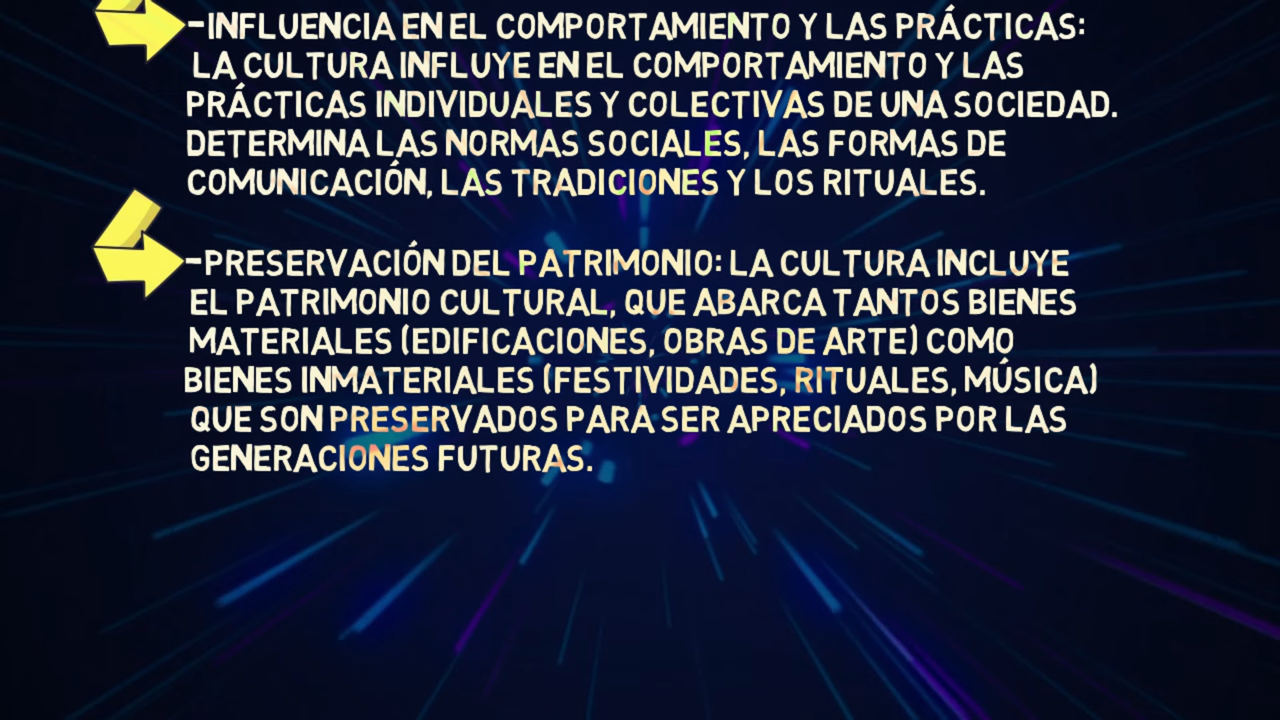 -INFLUENCIA EN EL COMPORTAMIENTO Y LAS PRÁCTICAS:
LA CULTURA INFLUYE EN EL COMPORTAMIENTO Y LAS
PRÁCTICAS INDIVIDUALES Y COLECTIVAS DE UNA SOCIEDAD.
DETERMINA LAS NORMAS SOCIALES, LAS FORMAS DE
COMUNICACIÓN, LAS TRADICIONES Y LOS RITUALES.
-PRESERVACIÓN DEL PATRIMONIO: LA CULTURA INCLUYE
EL PATRIMONIO CULTURAL, QUE ABARCA TANTOS BIENES
MATERIALES (EDIFICACIONES, OBRAS DE ARTE) COMO
BIENES INMATERIALES (FESTIVIDADES, RITUALES, MÚSICA)
QUE SON PRESERVADOS PARA SER APRECIADOS POR LAS
GENERACIONES FUTURAS.